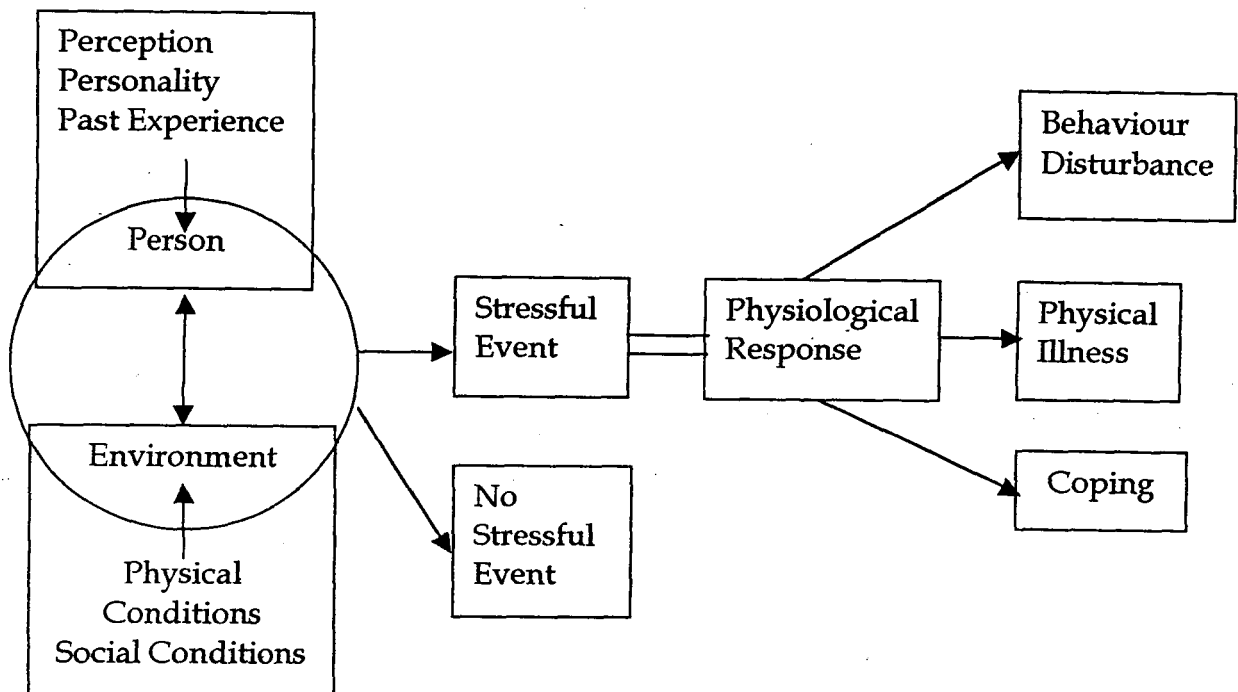 Perception
Personality
Past Experience
Person
Environment
Physical
Conditions
Social Conditions
Stressful
Event
No
Stressful
Event
Physiological
Response
Behaviour
Disturbance
Physical
Illness
Coping